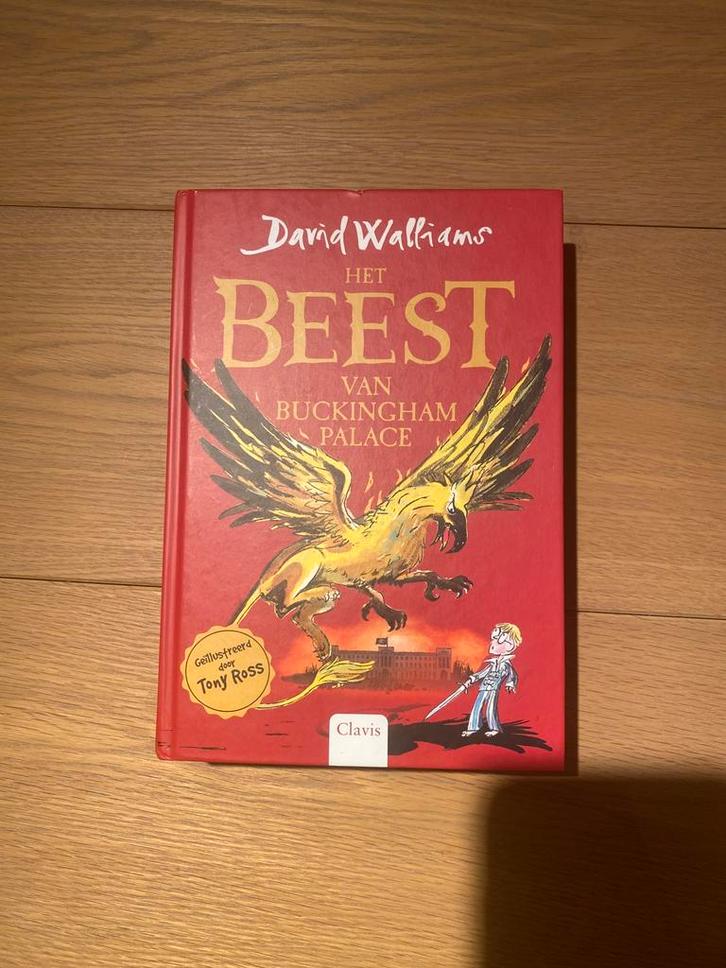 David Walliams
HET
BEEST
VAN
BUCKINGHAM
PALACE
Geïllustreerd
door
Tony Ross
Clavis